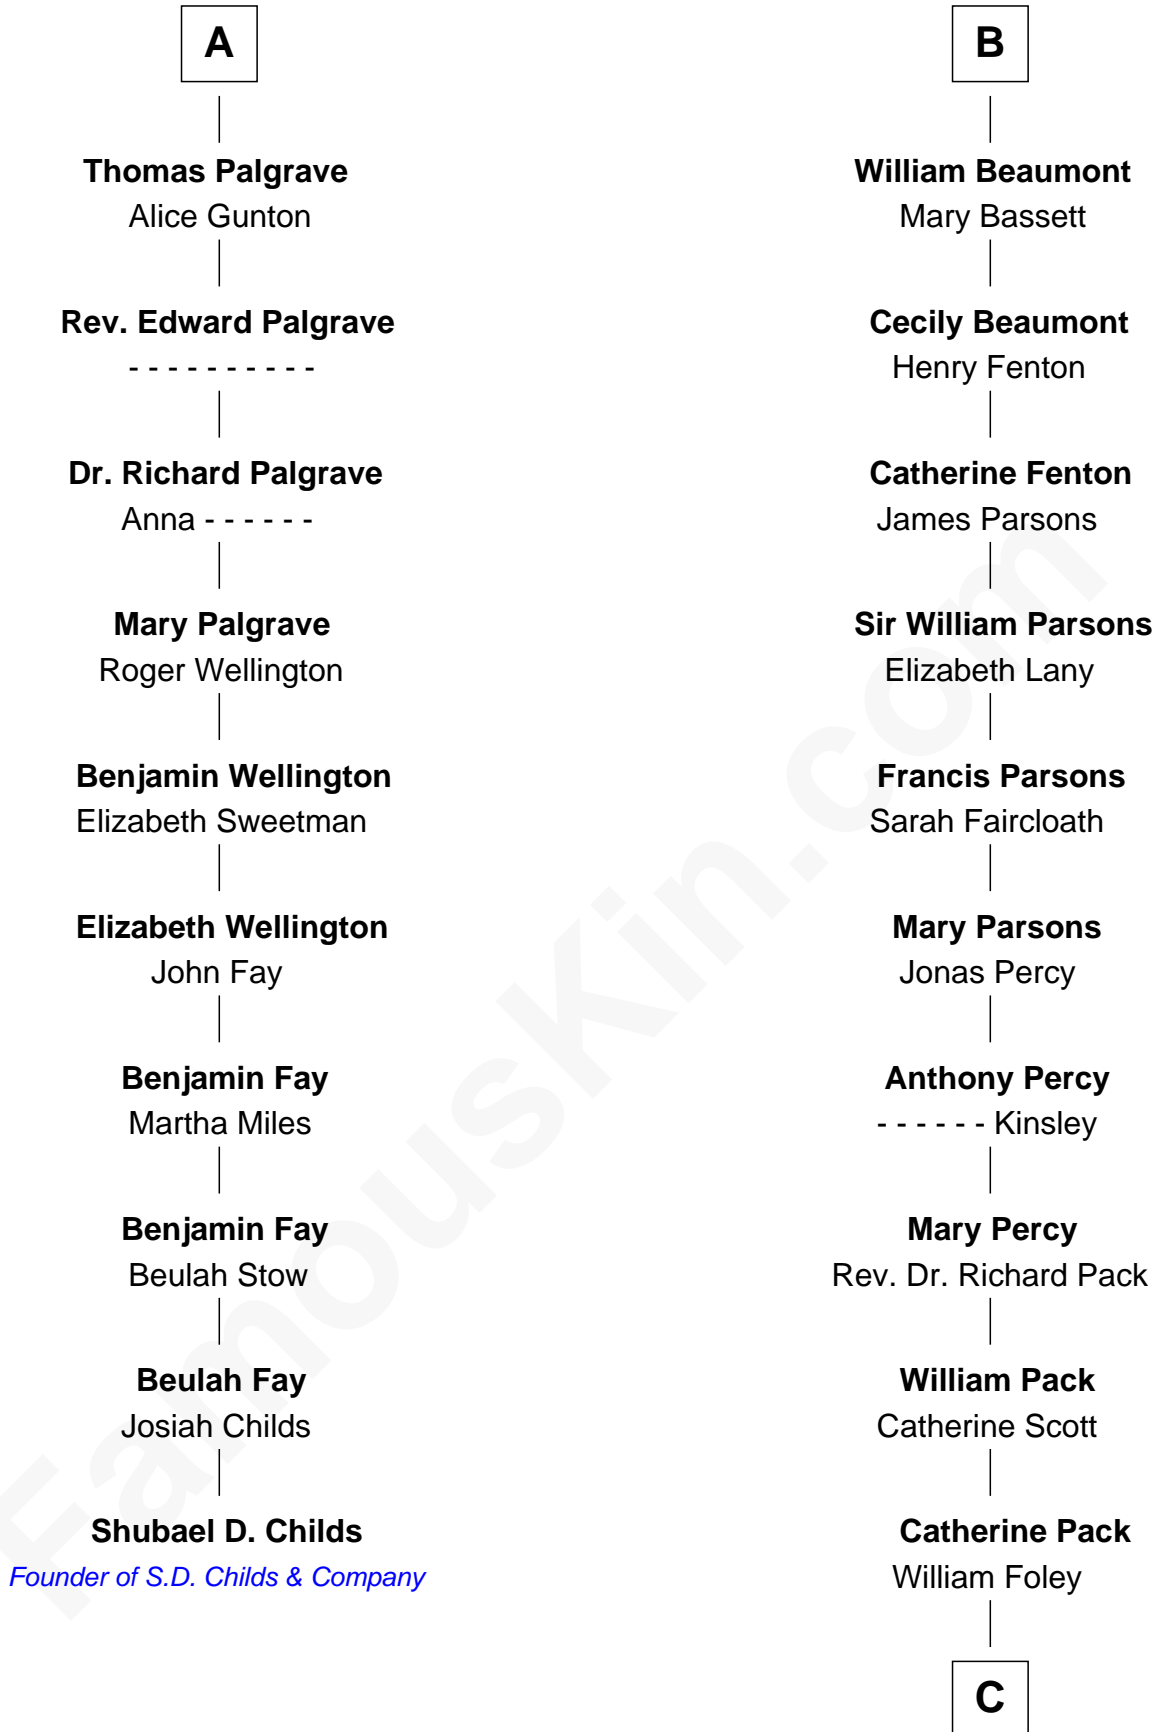 A
Thomas Palgrave
Alice Gunton
Rev. Edward Palgrave
- - - - - - - - - -
Dr. Richard Palgrave
Anna - - - - - -
Mary Palgrave
Roger Wellington
Benjamin Wellington
Elizabeth Sweetman
Elizabeth Wellington
John Fay
Benjamin Fay
Martha Miles
Benjamin Fay
Beulah Stow
Beulah Fay
Josiah Childs
Shubael D. Childs
Founder of S.D. Childs & Company
B
William Beaumont
Mary Bassett
Cecily Beaumont
Henry Fenton
Catherine Fenton
James Parsons
Sir William Parsons
Elizabeth Lany
Francis Parsons
Sarah Faircloath
Mary Parsons
Jonas Percy
Anthony Percy
- - - - - - Kinsley
Mary Percy
Rev. Dr. Richard Pack
William Pack
Catherine Scott
Catherine Pack
William Foley
C
FamousKin.com